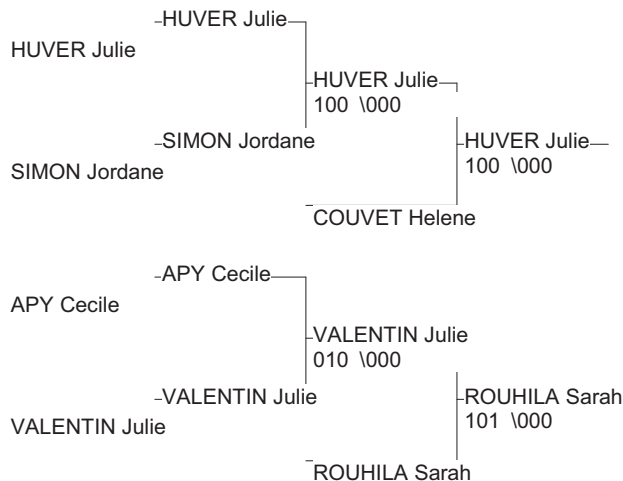 HUVER Julie
HUVER Julie
HUVER Julie
100 \000
SIMON Jordane
HUVER Julie
100 \000
SIMON Jordane
COUVET Helene
APY Cecile
APY Cecile
VALENTIN Julie
010 \000
VALENTIN Julie
ROUHILA Sarah
101 \000
VALENTIN Julie
ROUHILA Sarah